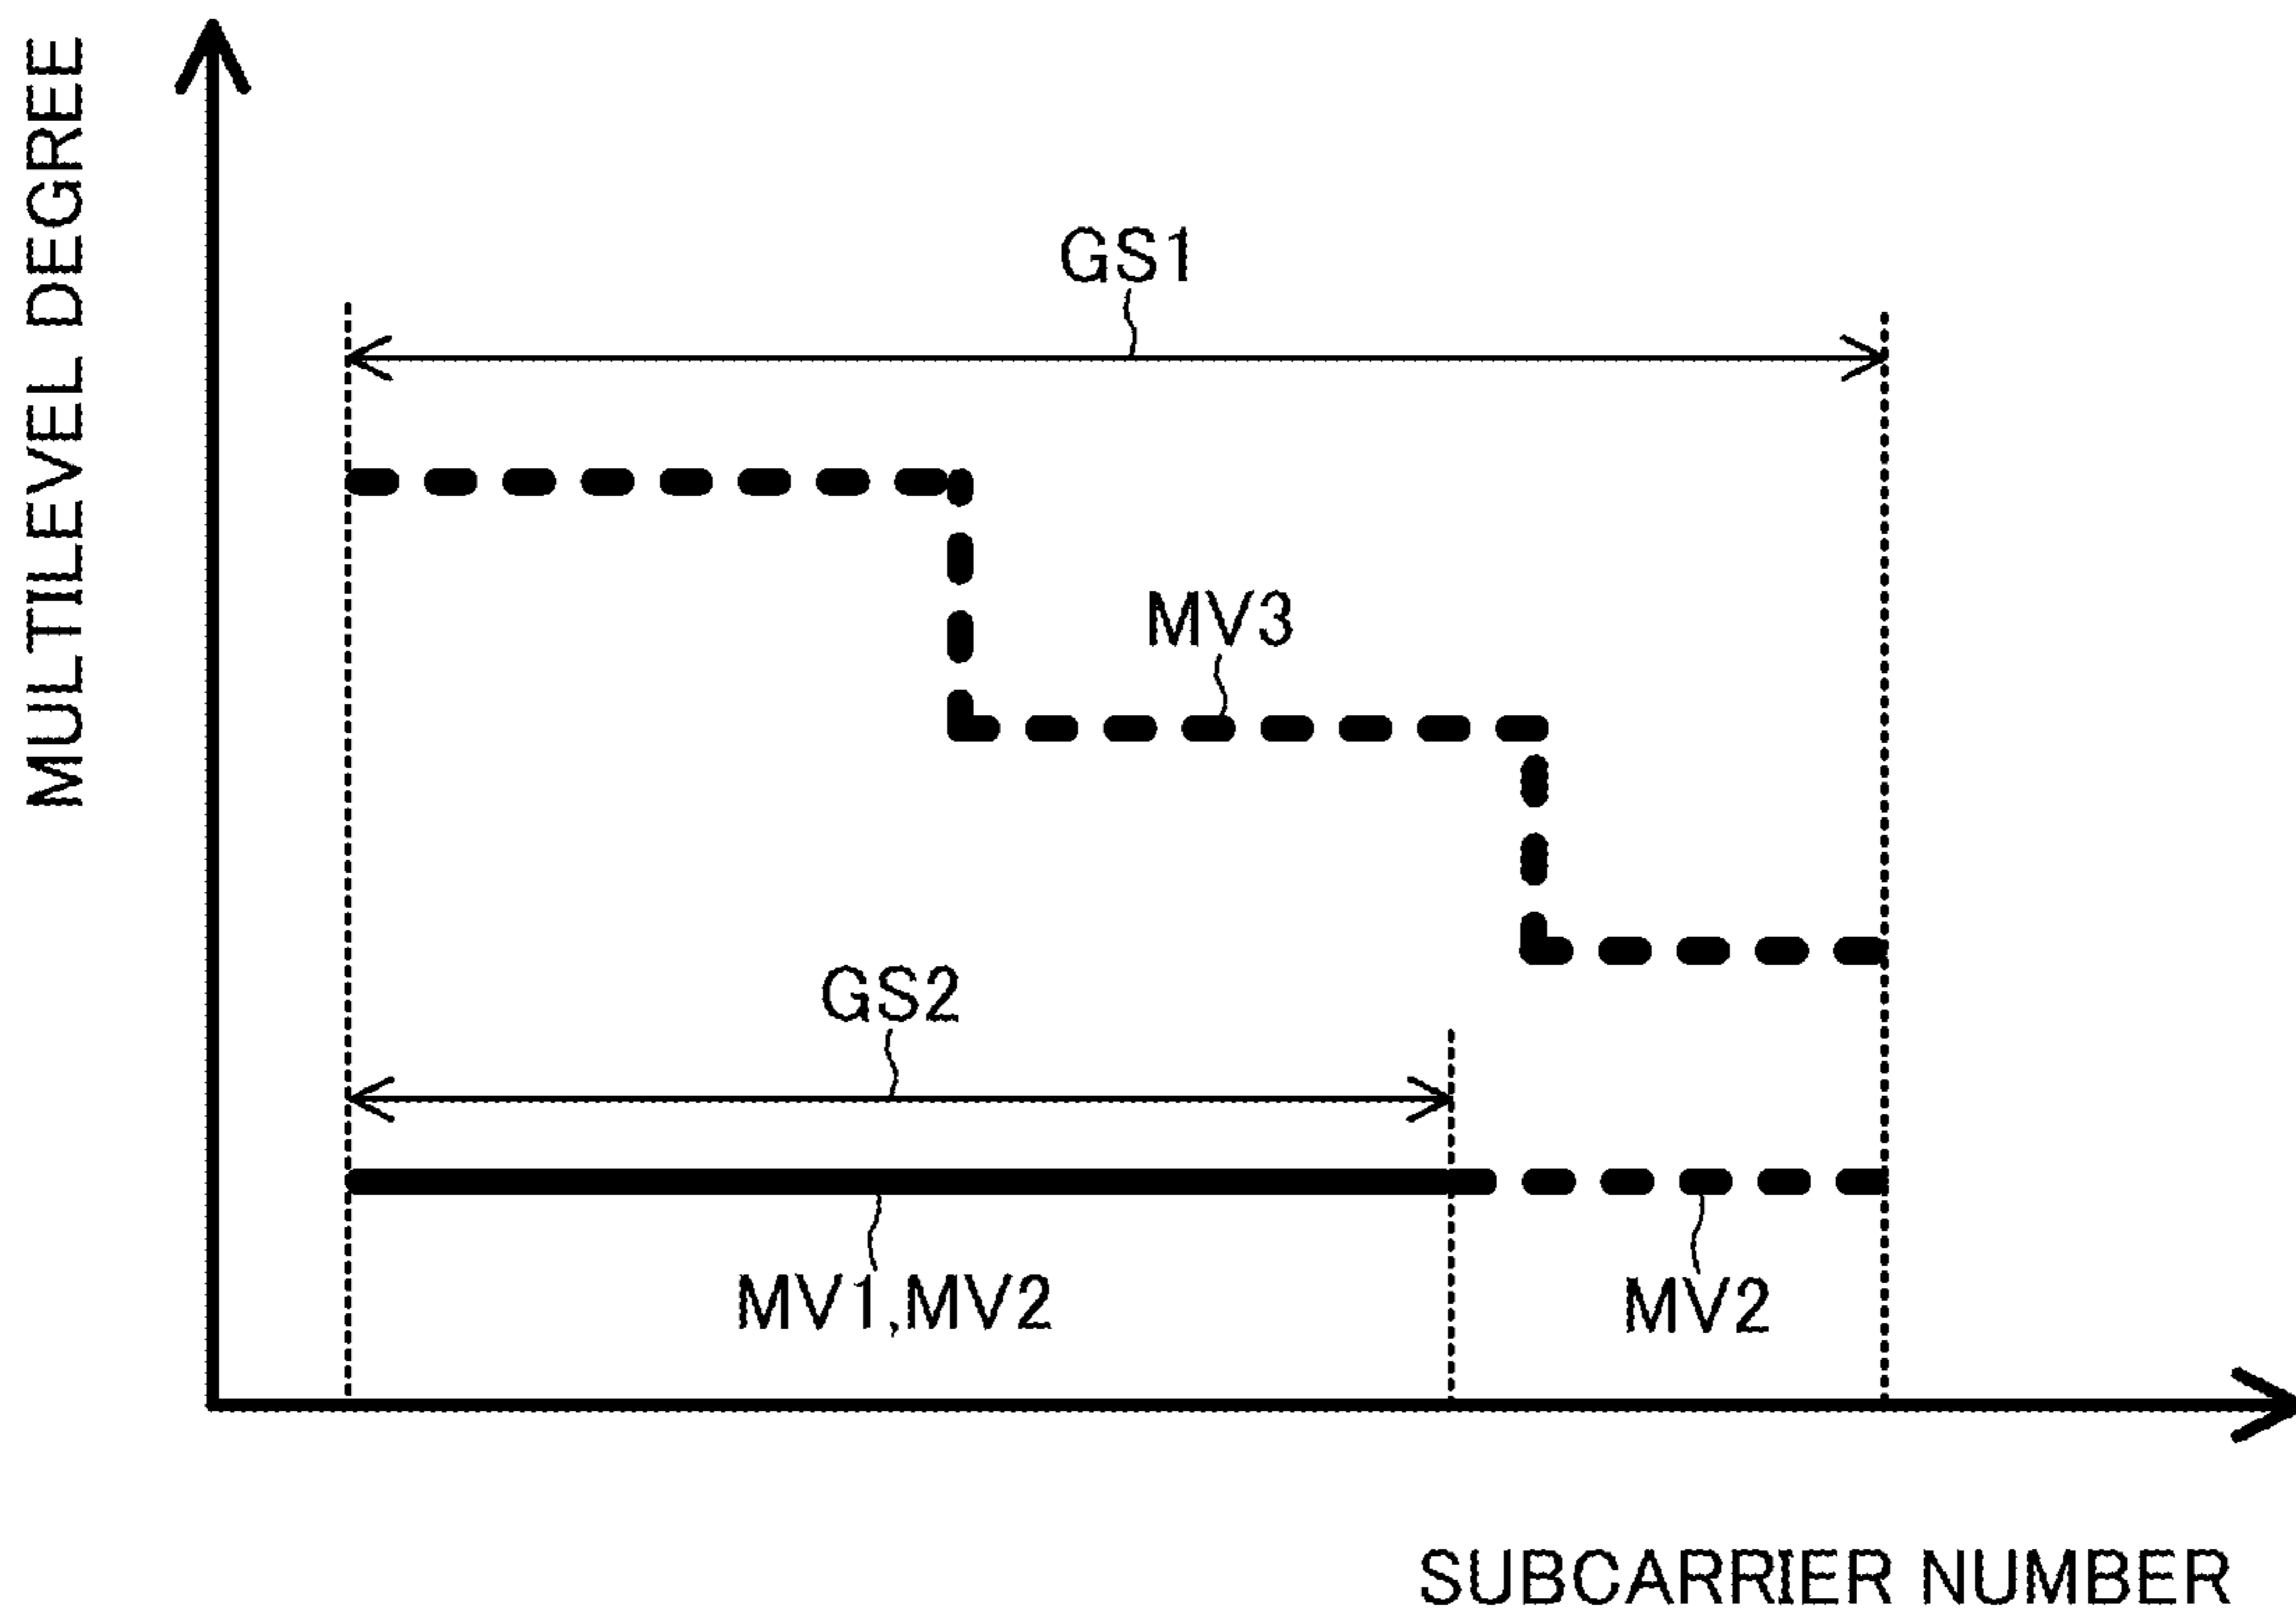 MULTILEVEL DEGREE
GS1
MV3
GS2
MV1,MV2
MV2
SUBCARRIER NUMBER